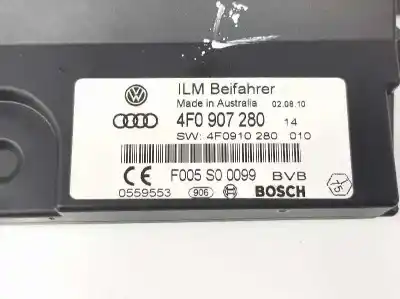 ILM Beifahrer
Made in Australia 02.08.10
4F0 907 280 14
SW: 4F0910 280 010
F005 S0 0099 BVB
0559553 906 BOSCH 15